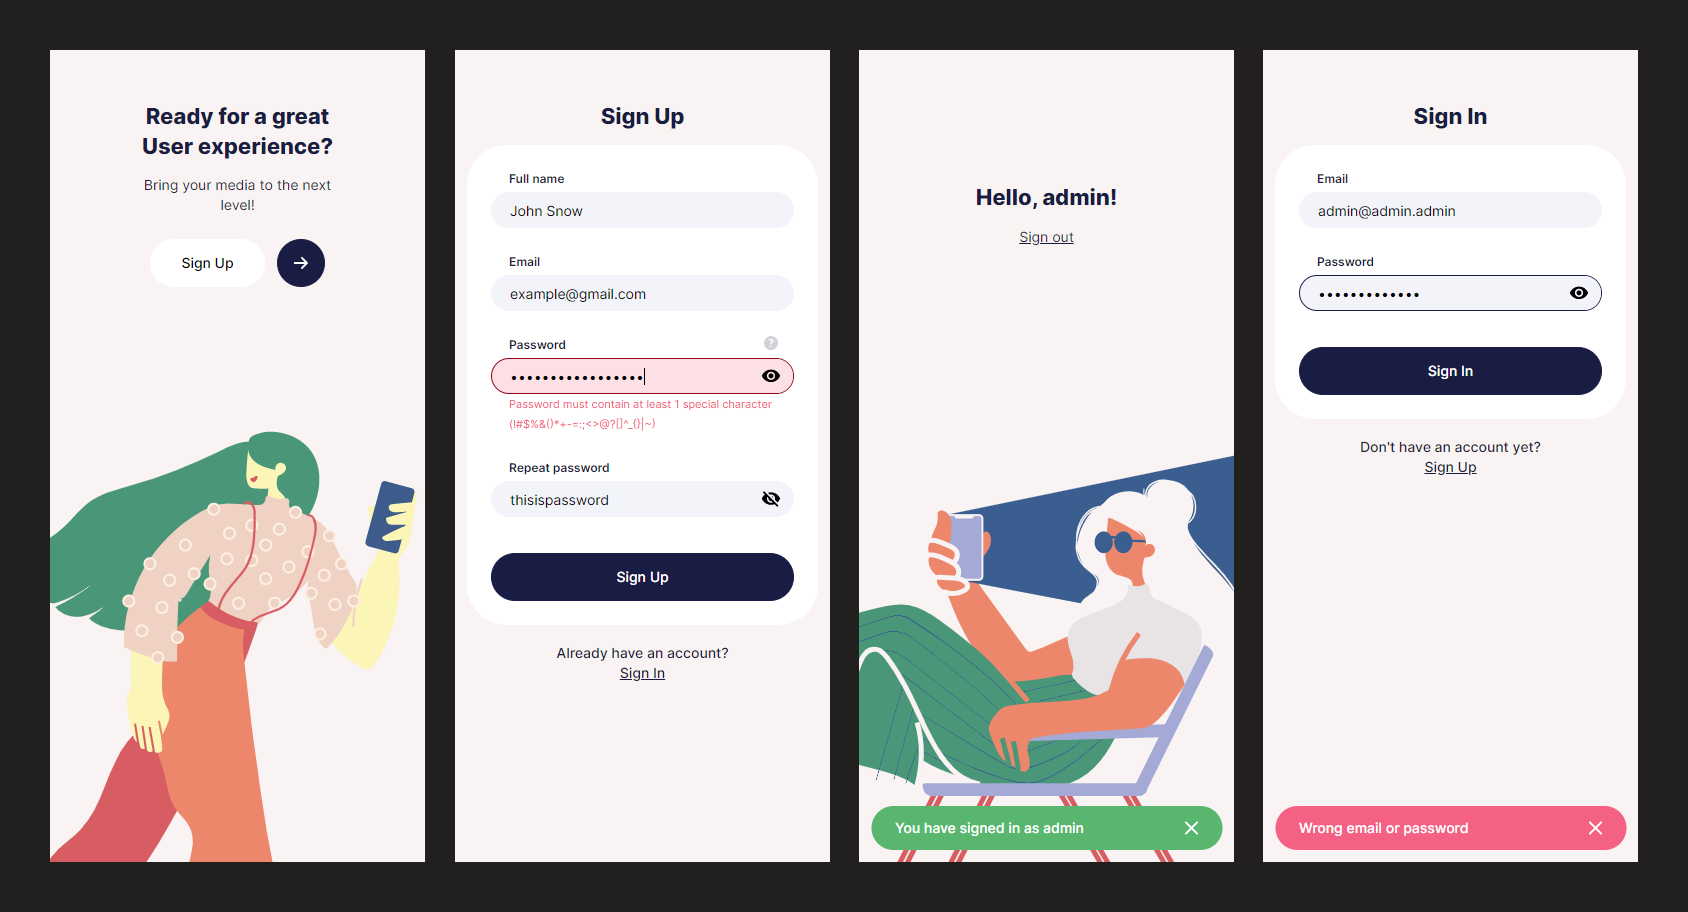 Ready for a great
User experience?
Bring your media to the next
level!
Sign Up
Sign Up
Full name
John Snow
Email
example@gmail.com
Password
?
•••••••••••••••••
Password must contain at least 1 special character
(!#$%&()*+-=:;<>@?[]^_{}|~)
Repeat password
thisispassword
Sign Up
Already have an account?
Sign In
Hello, admin!
Sign out
You have signed in as admin
Sign In
Email
admin@admin.admin
Password
•••••••••••••
Sign In
Don't have an account yet?
Sign Up
Wrong email or password